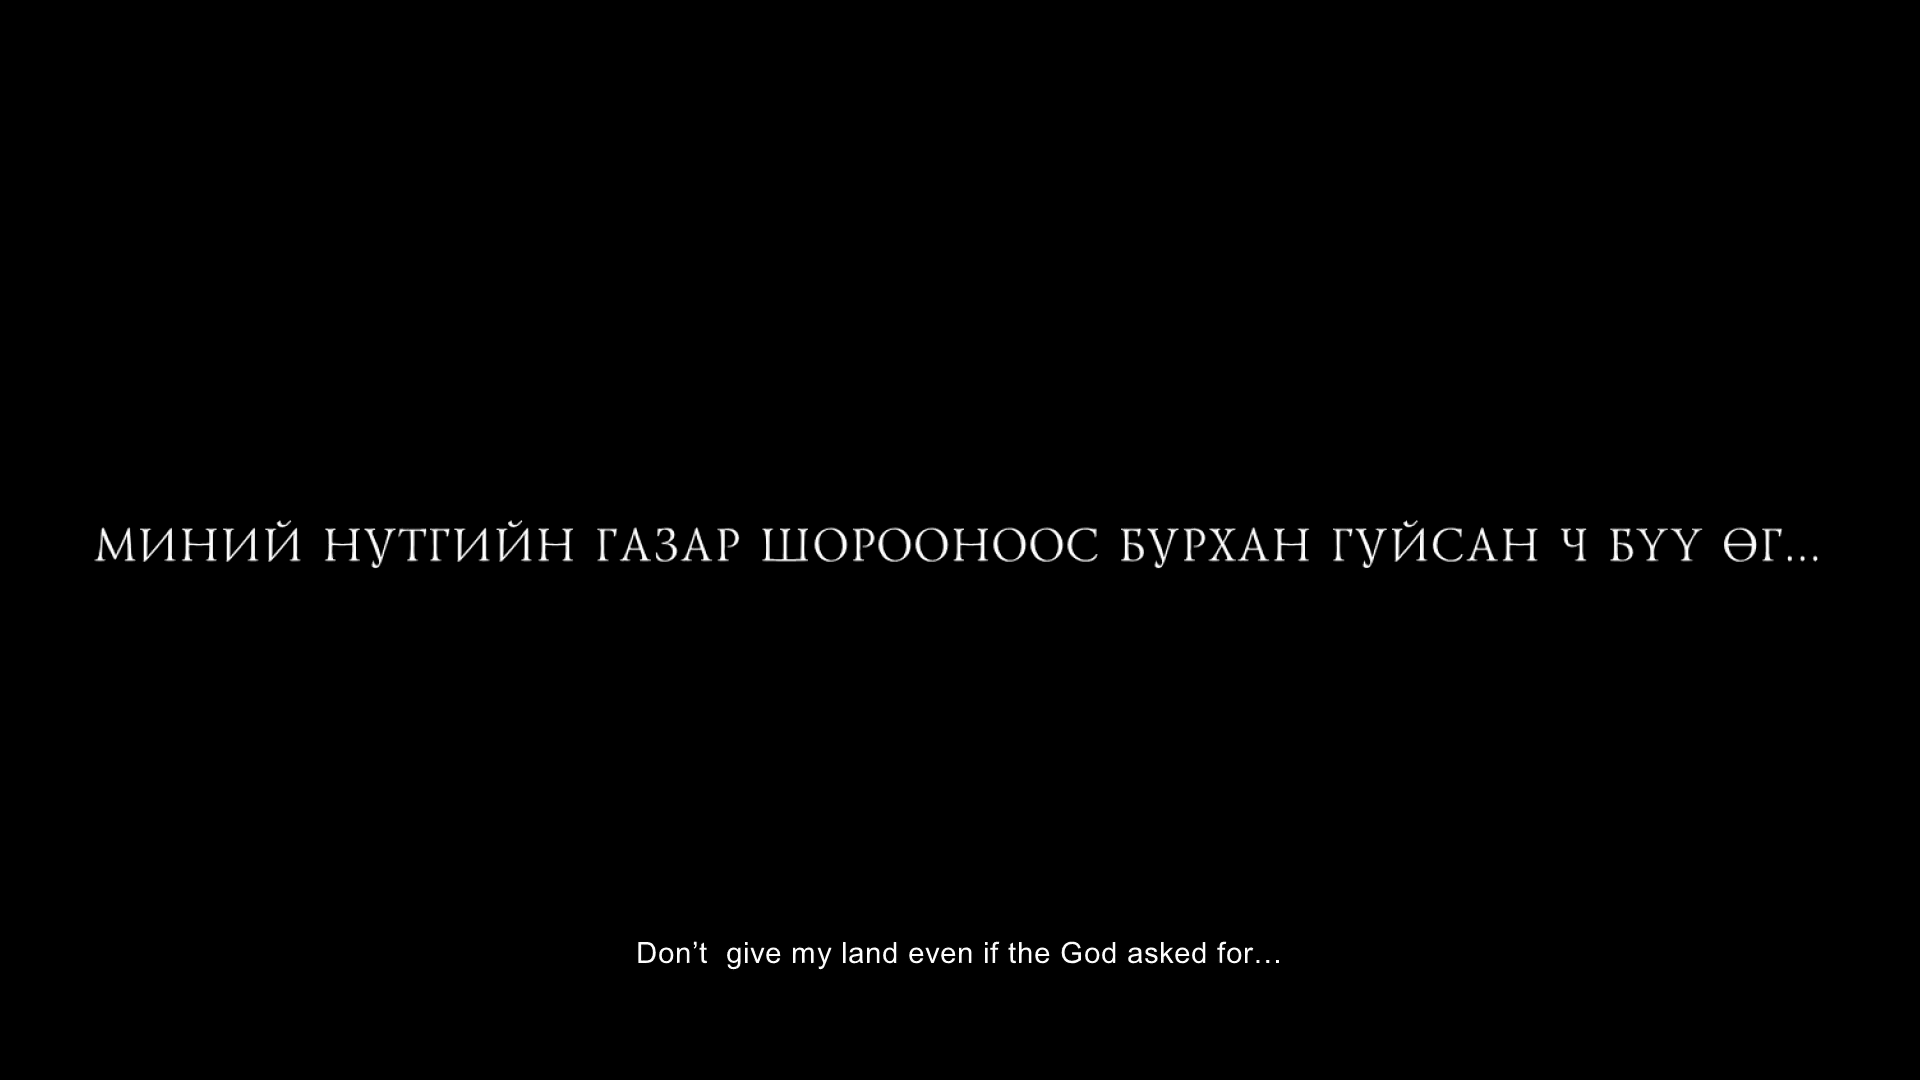 МИНИЙ НУТГИЙН ГАЗАР ШОРООНООС БУРХАН ГУЙСАН Ч БҮҮ ӨГ...
Don’t  give my land even if the God asked for...